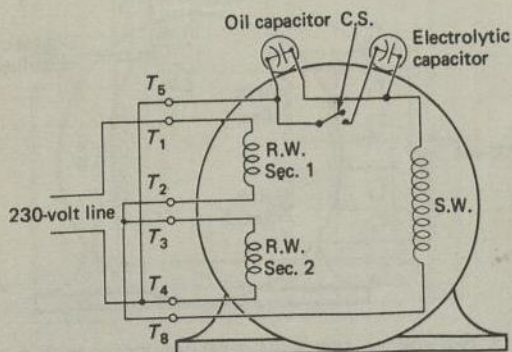 Oil capacitor C.S.
Electrolytic
capacitor
T5
T1
R.W.
Sec. 1
T2
230-volt line
T3
S.W.
R.W.
Sec. 2
T4
T8